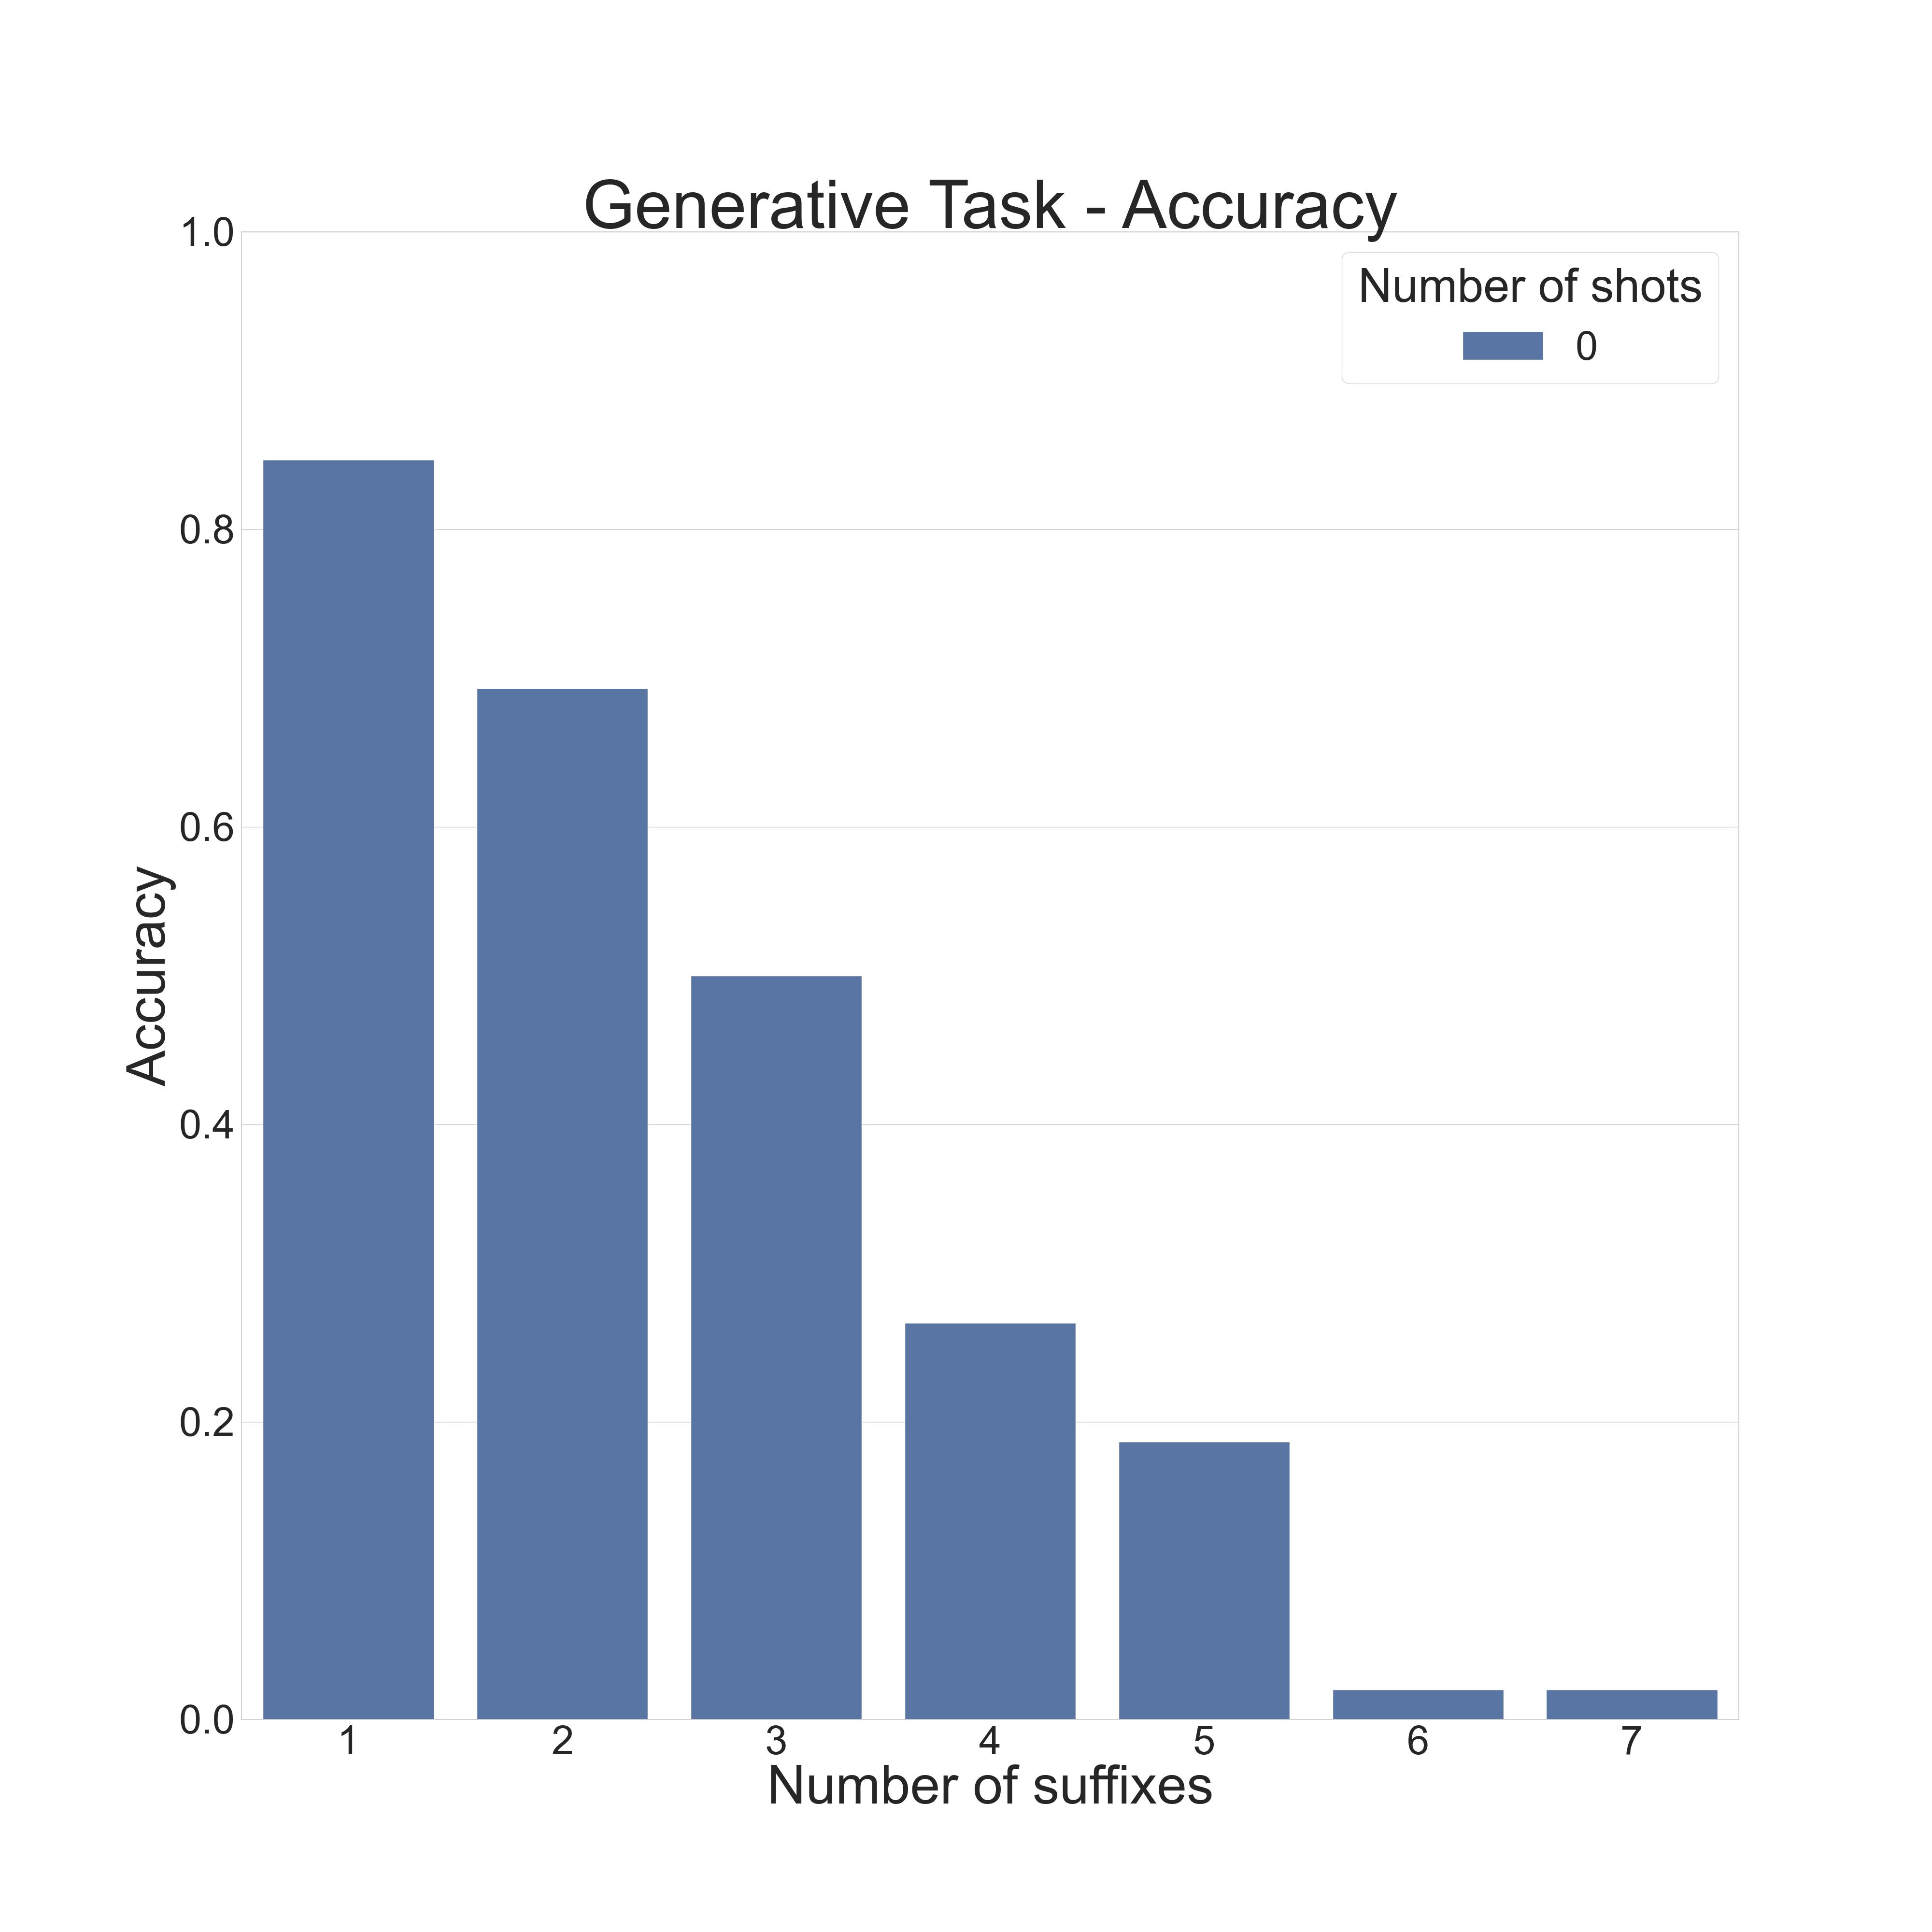 Generative Task - Accuracy
1.0
0.8
0.6
0.4
0.2
0.0
Accuracy
Number of shots
0
1 2 3 4 5 6 7
Number of suffixes